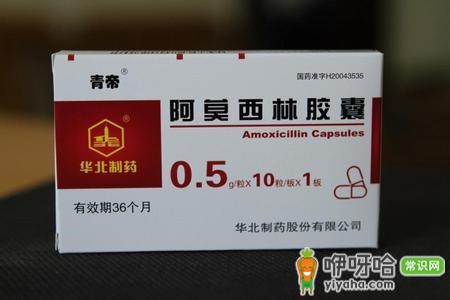 青帝®
国药准字H20043535
阿莫西林胶囊
Amoxicillin Capsules
华北制药
0.5g/粒X10粒/板X1板
有效期36个月
华北制药股份有限公司
咿呀哈 常识网
yiyaha.com